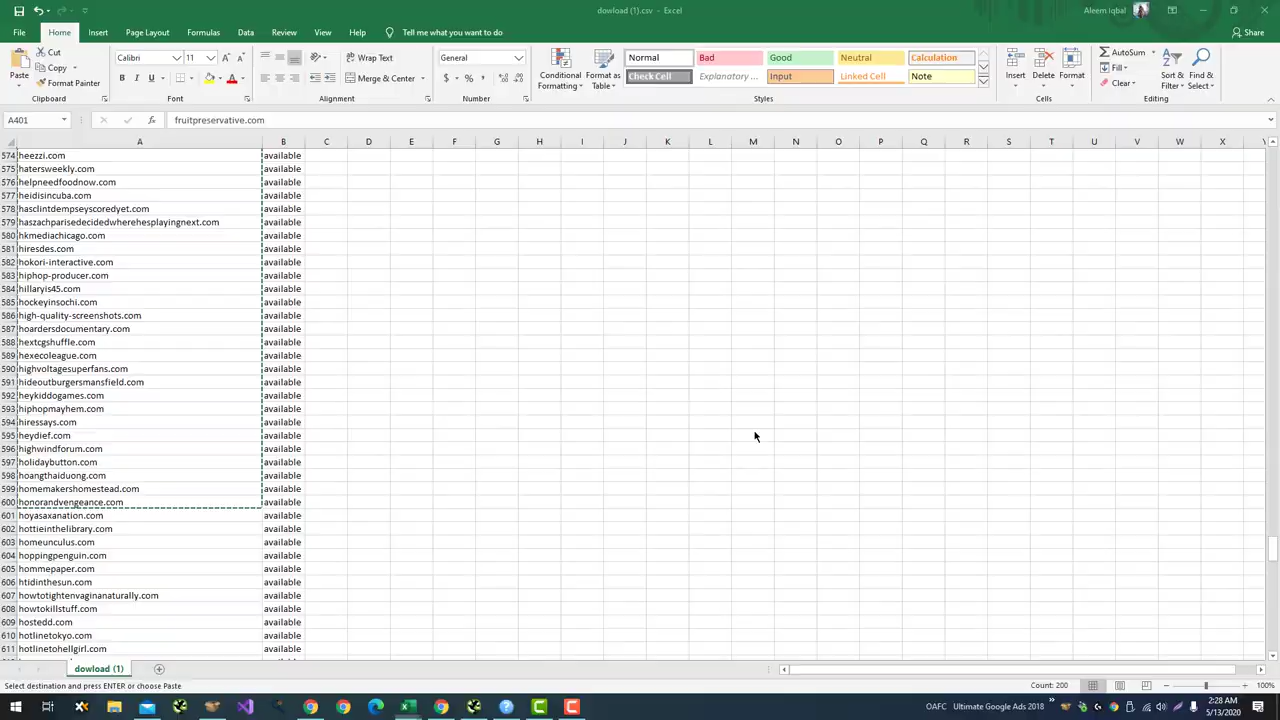 dowload (1).csv - Excel
Aleem.Iqbal
File Home Insert Page Layout Formulas Data Review View Help Tell me what you want to do
Share
Paste Cut Copy Format Painter Clipboard
Calibri 11 A A B I U A Font
Wrap Text Merge & Center Alignment
General $ % , Number
Conditional Formatting Format as Table
Normal Bad Good Neutral Calculation
Check Cell Explanatory ... Input Linked Cell Note
Styles
Insert Delete Format Cells
AutoSum Fill Clear Sort & Filter Find & Select Editing
A401 fx fruitpreservative.com
A B C D E F G H I J K L M N O P Q R S T U V W X
574 heezzi.com available
575 hatersweekly.com available
576 helpneedfoodnow.com available
577 heidisincuba.com available
578 hasclintdempseyscoredyet.com available
579 haszachparisedecidedwherehesplayingnext.com available
580 hkmediachicago.com available
581 hiresdes.com available
582 hokori-interactive.com available
583 hiphop-producer.com available
584 hillaryis45.com available
585 hockeyinsochi.com available
586 high-quality-screenshots.com available
587 hoardersdocumentary.com available
588 hextcgshuffle.com available
589 hexecoleague.com available
590 highvoltagesuperfans.com available
591 hideoutburgersmansfield.com available
592 heykiddogames.com available
593 hiphopmayhem.com available
594 hiressays.com available
595 heydief.com available
596 highwindforum.com available
597 holidaybutton.com available
598 hoangthaiduong.com available
599 homemakershomestead.com available
600 honorandvengeance.com available
601 hoyasaxanation.com available
602 hottieinthelibrary.com available
603 homeunculus.com available
604 hoppingpenguin.com available
605 hommepaper.com available
606 htidinthesun.com available
607 howtotightenvaginanaturally.com available
608 howtokillstuff.com available
609 hostedd.com available
610 hotlinetokyo.com available
611 hotlinetohellgirl.com available
dowload (1)
Select destination and press ENTER or choose Paste
Count: 200
100%
OAFC Ultimate Google Ads 2018
2:28 AM
5/13/2020